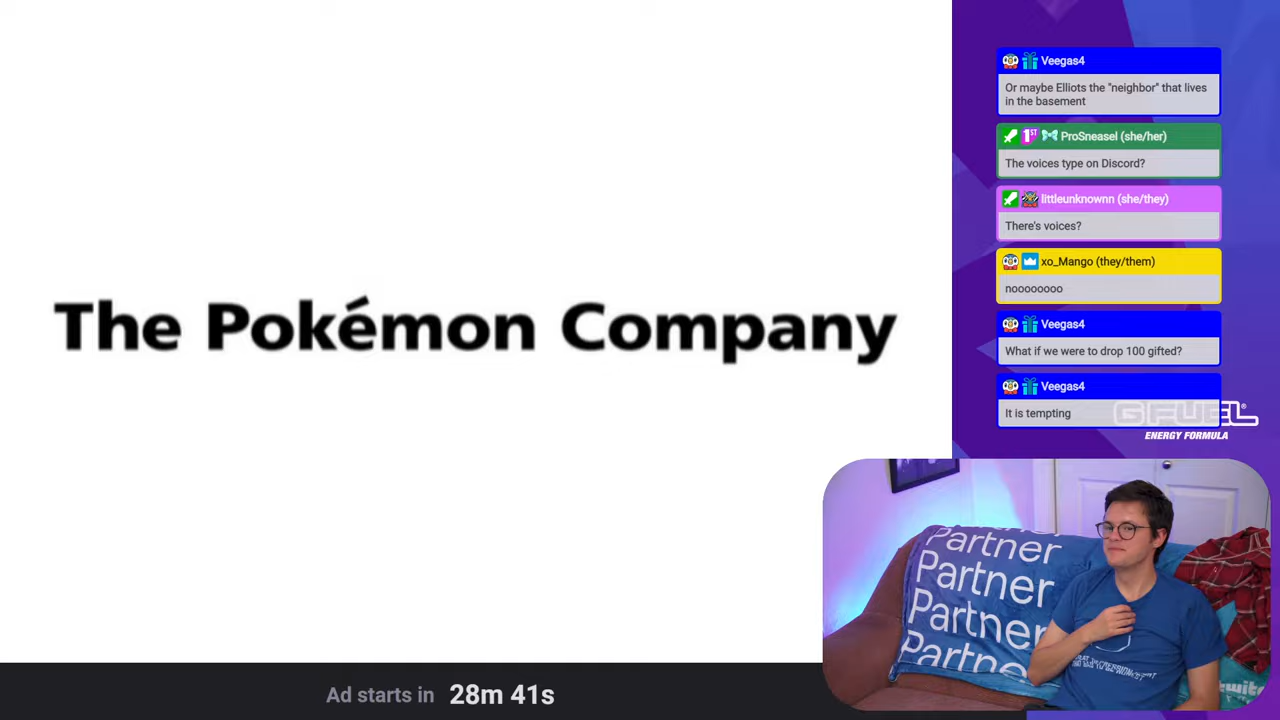 The Pokémon Company
Ad starts in 28m 41s
Veegas4
Or maybe Elliots the "neighbor" that lives
in the basement
1ST ProSneasel (she/her)
The voices type on Discord?
littleunknownn (she/they)
There's voices?
xo_Mango (they/them)
noooooooo
Veegas4
What if we were to drop 100 gifted?
Veegas4
It is tempting
G FUEL®
ENERGY FORMULA
Partner
Partner
Partner
Partner